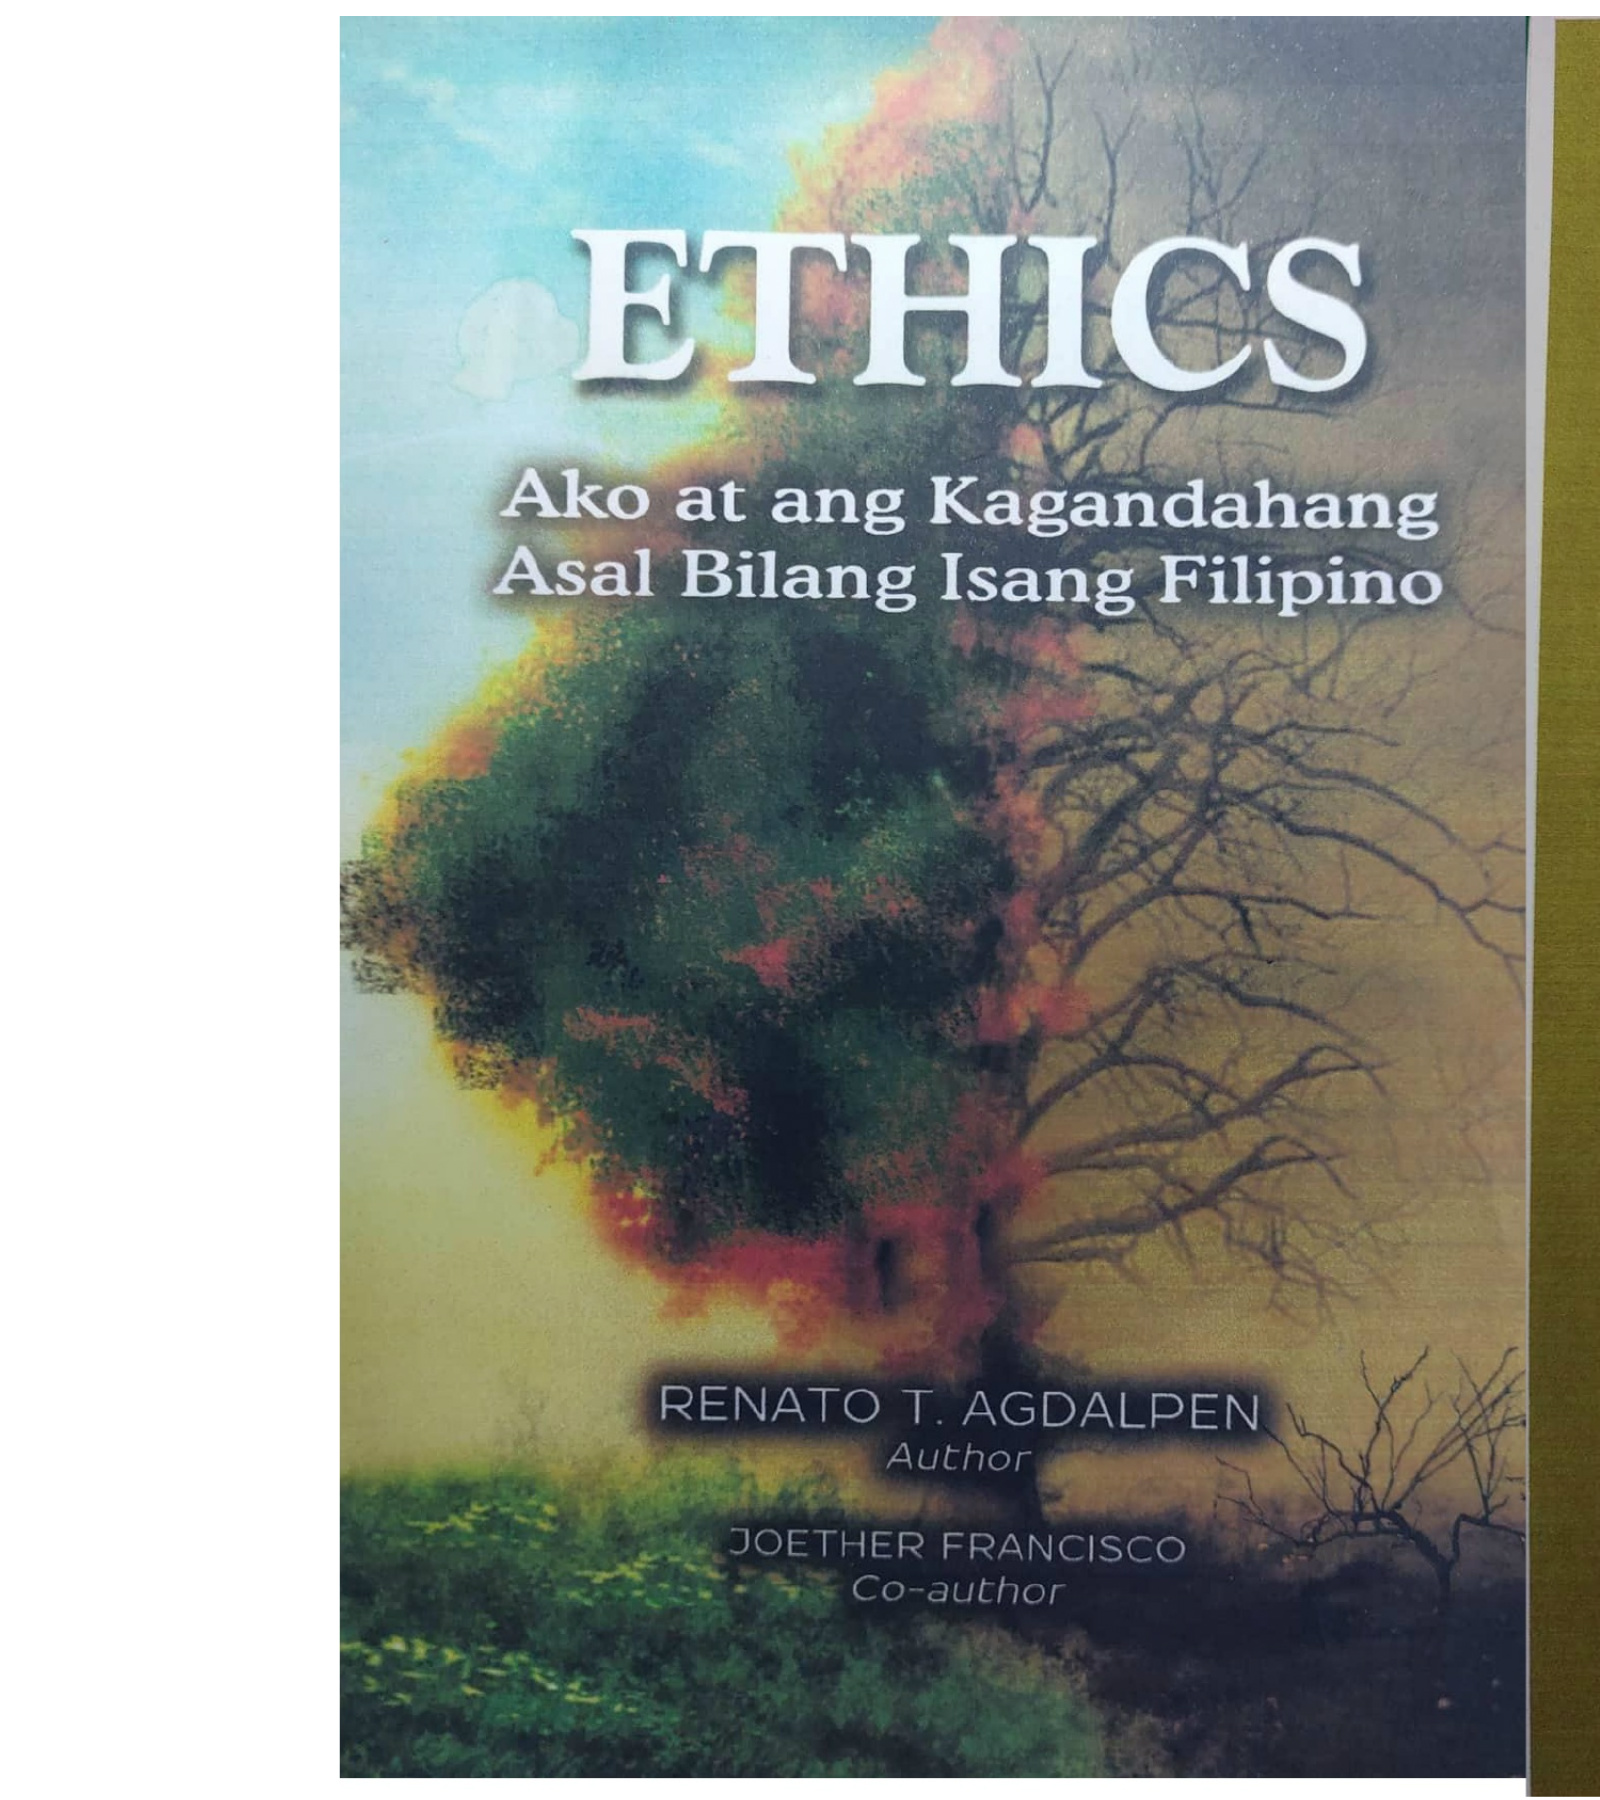 ETHICS
Ako at ang Kagandahang
Asal Bilang Isang Filipino
RENATO T. AGDALPEN
Author
JOETHER FRANCISCO
Co-author